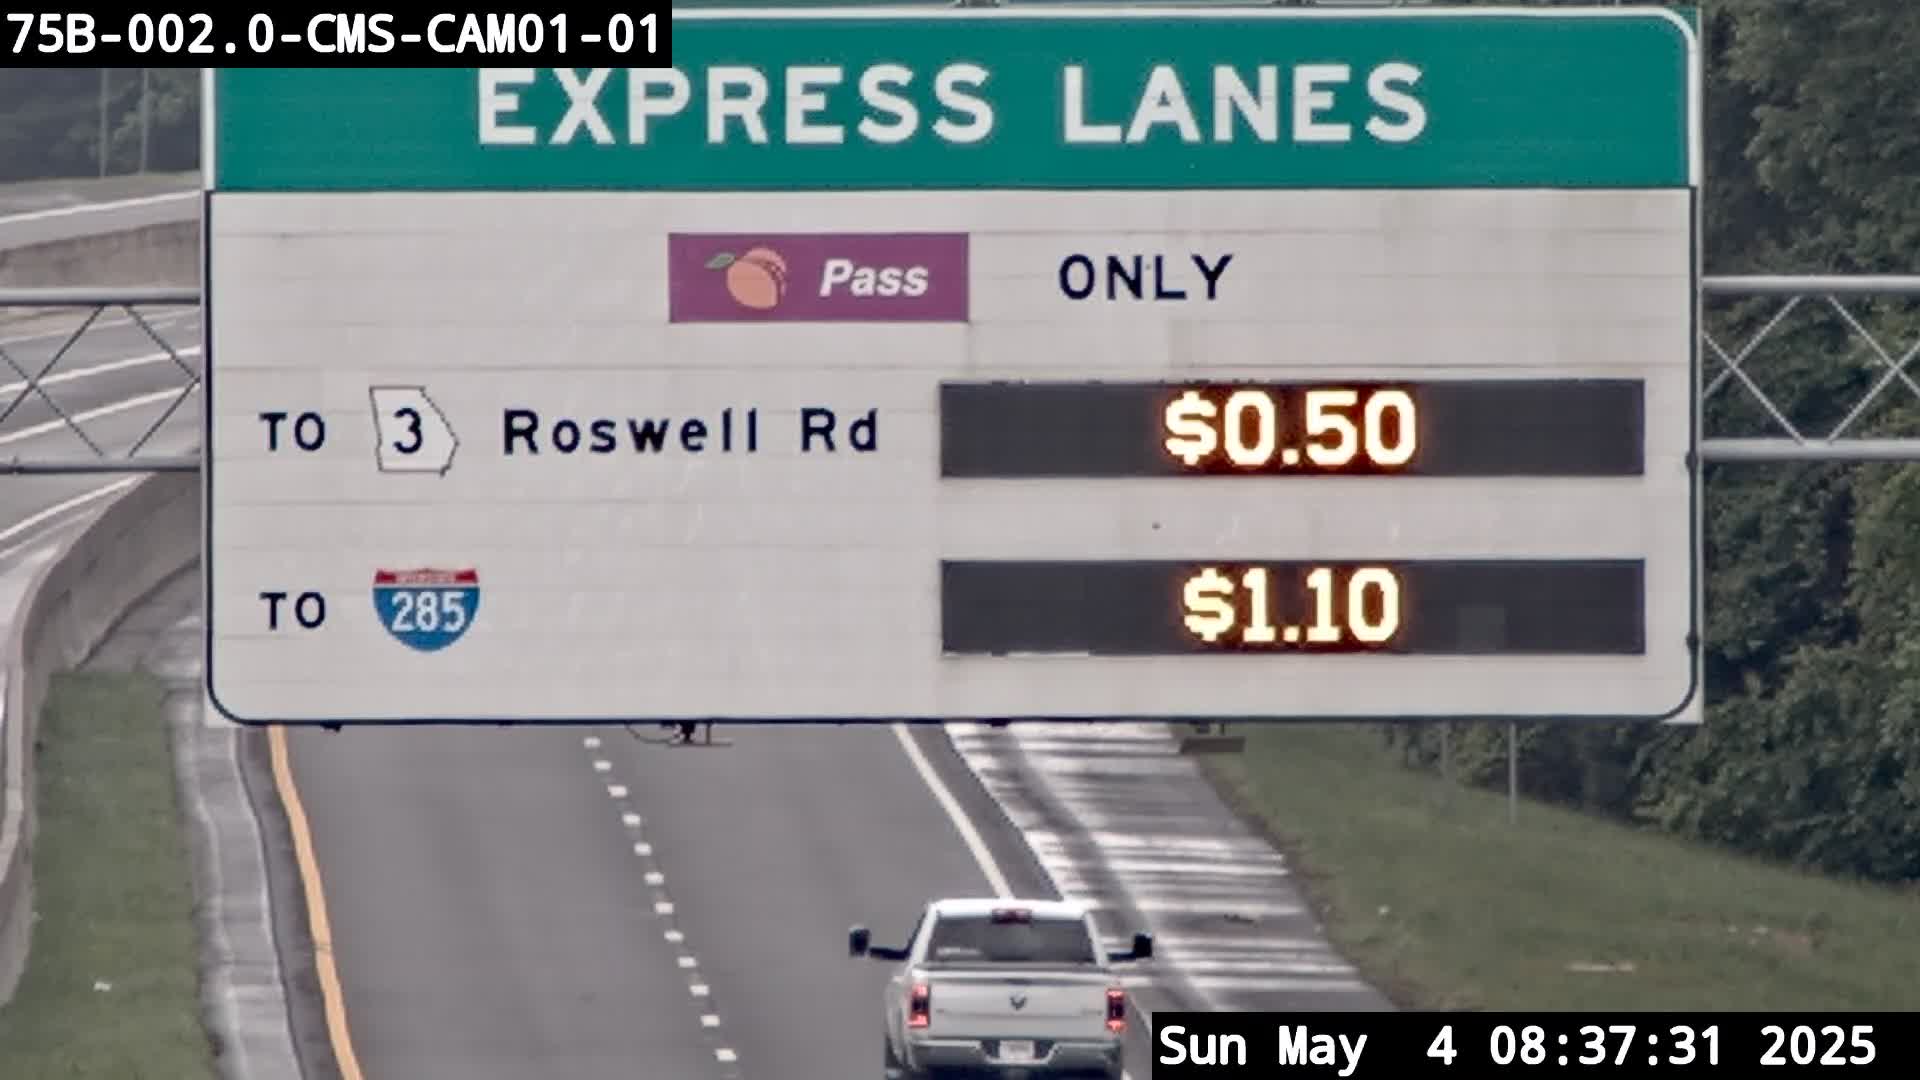 75B-002.0-CMS-CAM01-01
EXPRESS LANES
Pass ONLY
TO 3 Roswell Rd $0.50
TO 285 $1.10
Sun May 4 08:37:31 2025